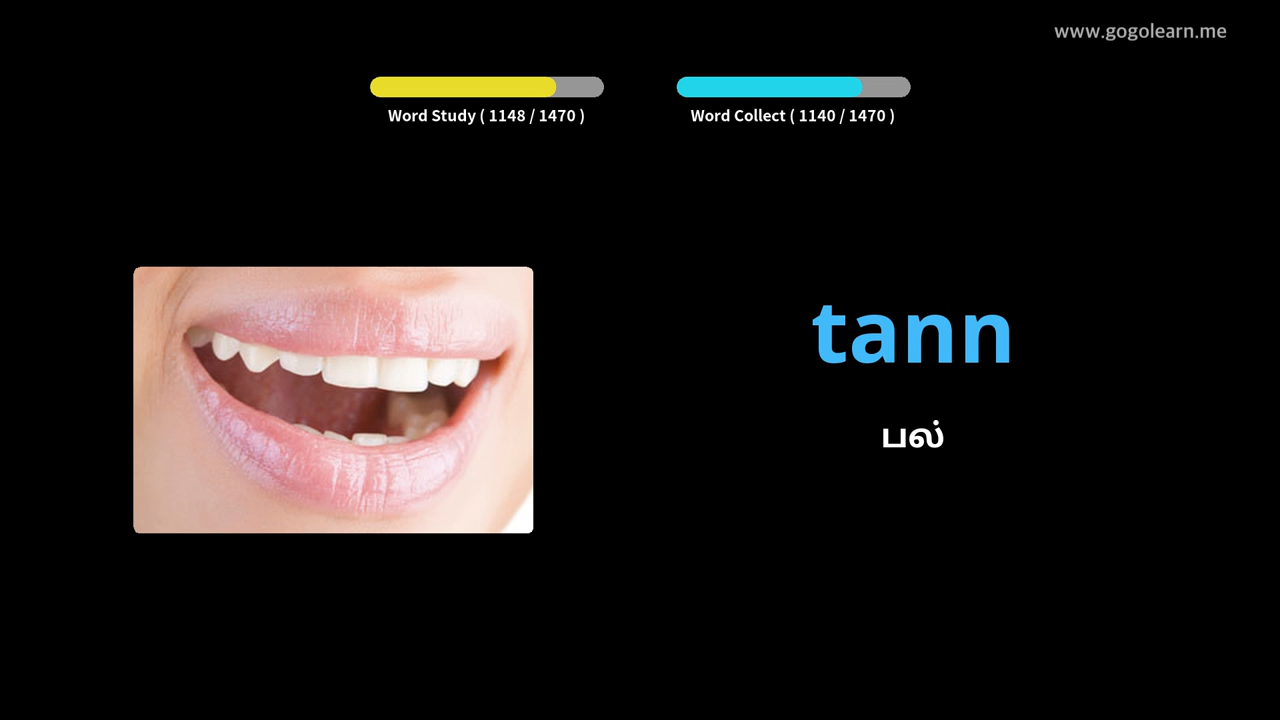 www.gogolearn.me
Word Study ( 1148 / 1470 )
Word Collect ( 1140 / 1470 )
tann
பல்